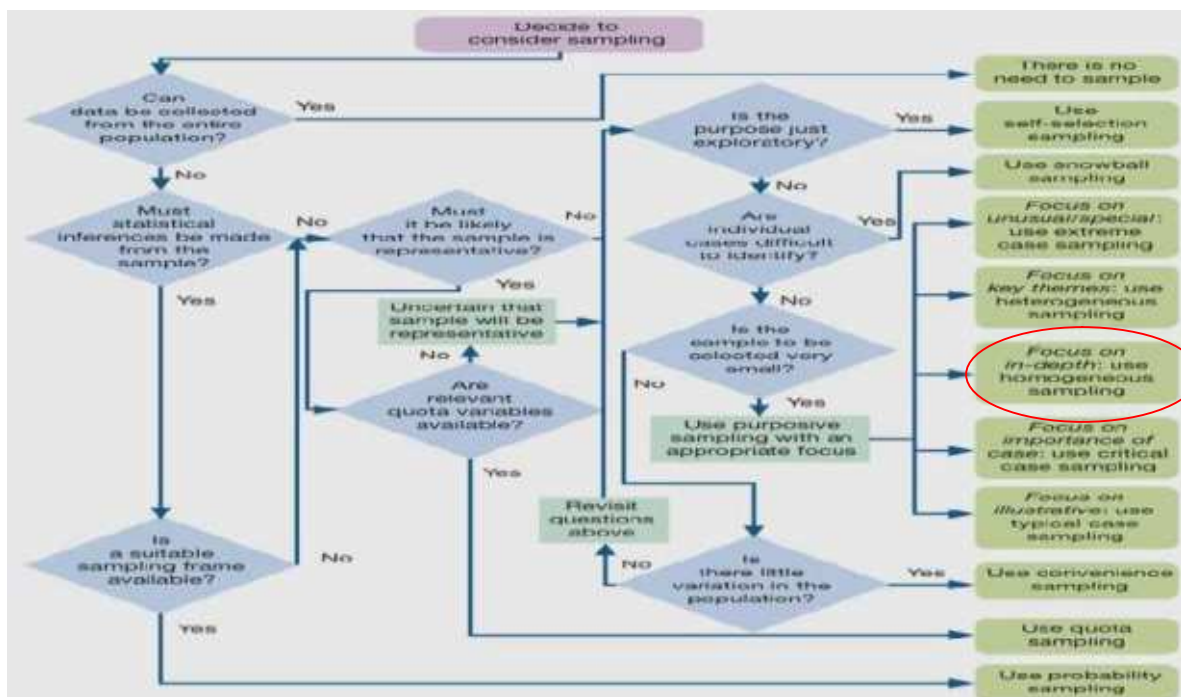 Decide to
consider sampling
Can
data be collected
from the entire
population?
Yes
No
Must
statistical
inferences be made
from the
sample?
No
Yes
Is
a suitable
sampling frame
available?
No
Yes
Must
it be likely
that the sample is
representative?
No
Yes
Uncertain that
sample will be
representative
No
Are
relevant
quota variables
available?
Yes
Is the
purpose just
exploratory?
Yes
No
Are
individual
cases difficult
to identify?
Yes
No
Is the
sample to be
selected very
small?
No
Yes
Use purposive
sampling with an
appropriate focus
Revisit
questions
above
No
Is
there little
variation in the
population?
Yes
There is no
need to sample
Use
self-selection
sampling
Use snowball
sampling
Focus on
unusual/special:
use extreme
case sampling
Focus on
key themes: use
heterogeneous
sampling
Focus on
in-depth: use
homogeneous
sampling
Focus on
importance of
case: use critical
case sampling
Focus on
illustrative: use
typical case
sampling
Use convenience
sampling
Use quota
sampling
Use probability
sampling